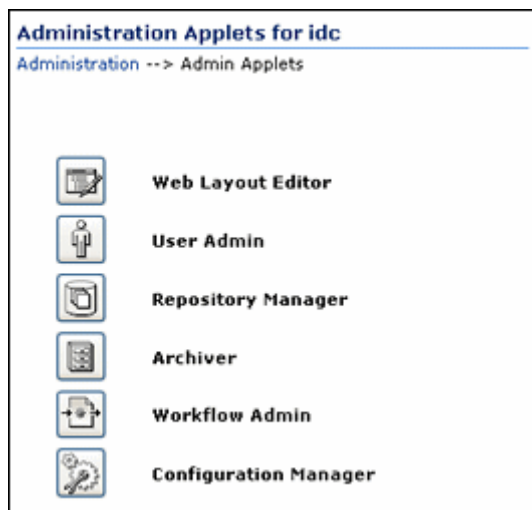 Administration Applets for idc
Administration --> Admin Applets
Web Layout Editor
User Admin
Repository Manager
Archiver
Workflow Admin
Configuration Manager